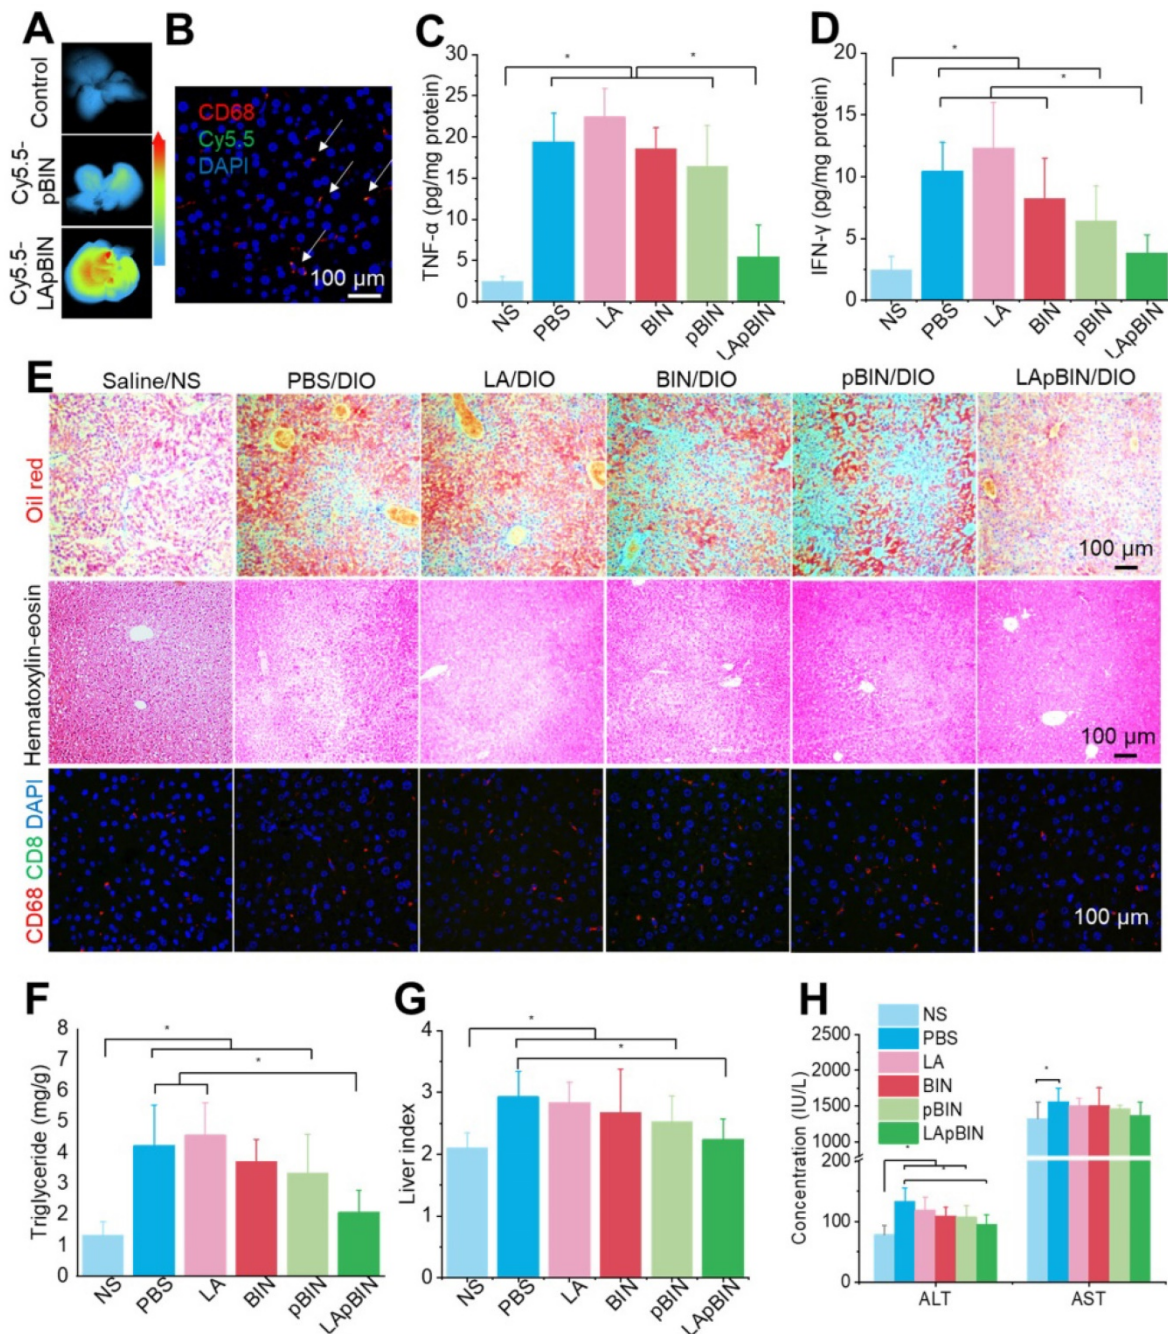 A
Control
Cy5.5-
pBIN
Cy5.5-
LApBIN
B
CD68
Cy5.5
DAPI
100 µm
C
TNF-α (pg/mg protein)
30
25
20
15
10
5
0
*
*
NS
PBS
LA
BIN
pBIN
LApBIN
D
IFN-γ (pg/mg protein)
20
15
10
5
0
*
*
NS
PBS
LA
BIN
pBIN
LApBIN
E
Saline/NS
PBS/DIO
LA/DIO
BIN/DIO
pBIN/DIO
LApBIN/DIO
Oil red
100 µm
Hematoxylin-eosin
100 µm
CD68 CD8 DAPI
100 µm
F
Triglyceride (mg/g)
8
7
6
5
4
3
2
1
0
*
*
NS
PBS
LA
BIN
pBIN
LApBIN
G
Liver index
4
3
2
1
0
*
*
NS
PBS
LA
BIN
pBIN
LApBIN
H
NS
PBS
LA
BIN
pBIN
LApBIN
Concentration (IU/L)
2500
2000
1500
1000
200
100
0
*
*
*
ALT
AST